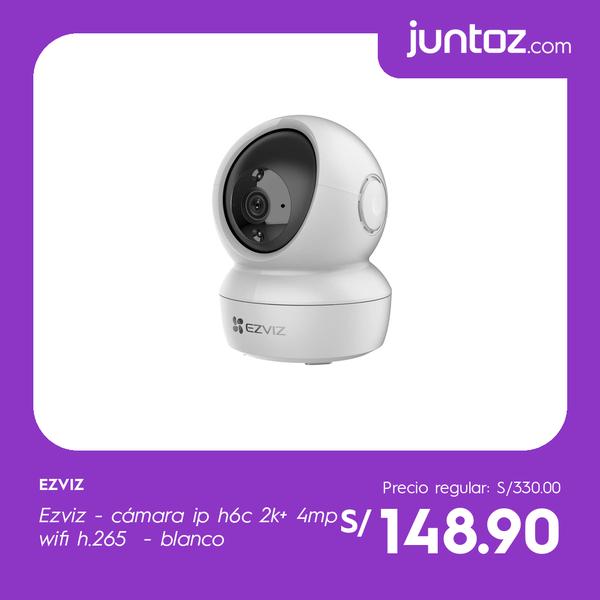 juntoz.com
EZVIZ
EZVIZ
Precio regular: S/330.00
Ezviz - cámara ip h6c 2k+ 4mp
wifi h.265 - blanco
S/148.90